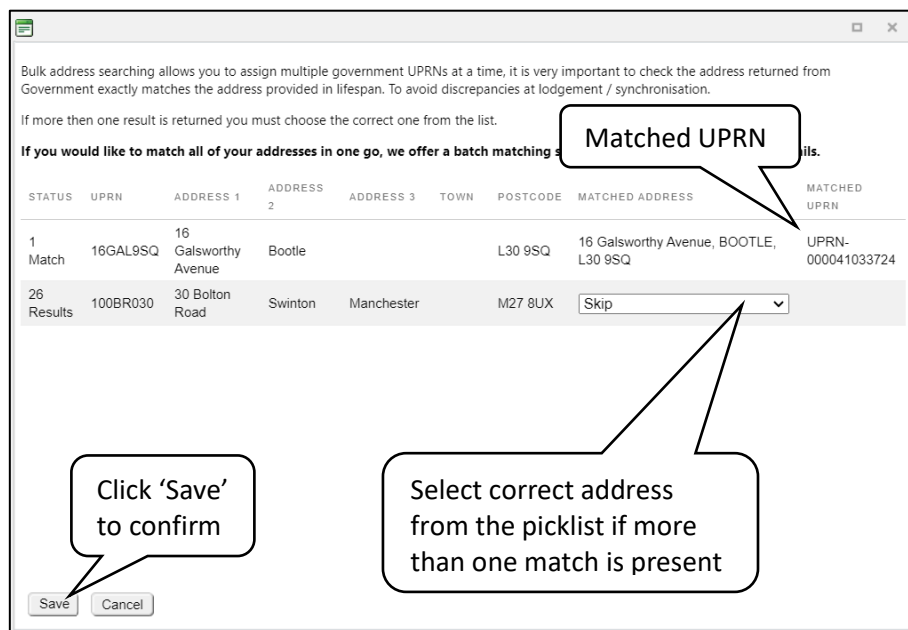 Bulk address searching allows you to assign multiple government UPRNs at a time, it is very important to check the address returned from
Government exactly matches the address provided in lifespan. To avoid discrepancies at lodgement / synchronisation.
If more then one result is returned you must choose the correct one from the list.
Matched UPRN
If you would like to match all of your addresses in one go, we offer a batch matching
STATUS UPRN ADDRESS 1 ADDRESS 2 ADDRESS 3 TOWN POSTCODE MATCHED ADDRESS MATCHED UPRN
1 Match 16GAL9SQ 16 Galsworthy Avenue Bootle L30 9SQ 16 Galsworthy Avenue, BOOTLE, L30 9SQ UPRN-000041033724
26 Results 100BR030 30 Bolton Road Swinton Manchester M27 8UX Skip
Click ‘Save’
to confirm
Select correct address
from the picklist if more
than one match is present
Save Cancel